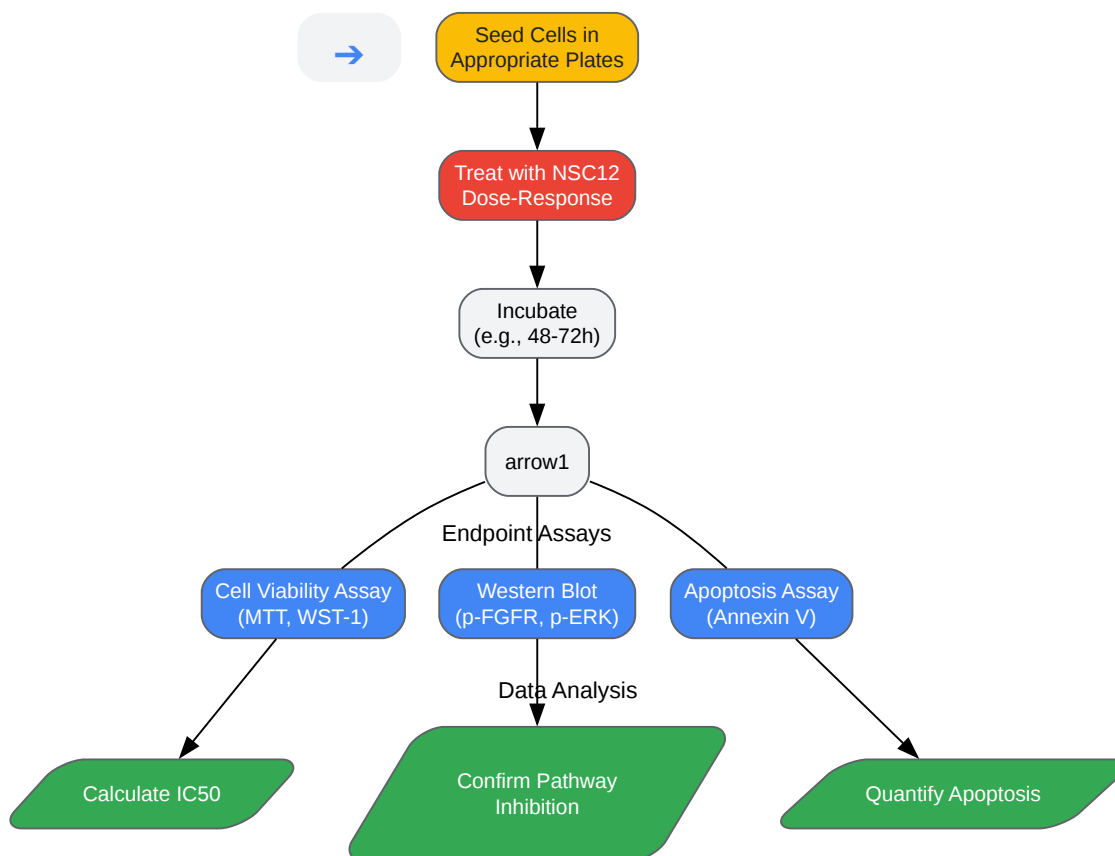 ➔
Seed Cells in
Appropriate Plates
Treat with NSC12
Dose-Response
Incubate
(e.g., 48-72h)
arrow1
Endpoint Assays
Cell Viability Assay
(MTT, WST-1)
Western Blot
(p-FGFR, p-ERK)
Apoptosis Assay
(Annexin V)
Data Analysis
Calculate IC50
Confirm Pathway
Inhibition
Quantify Apoptosis